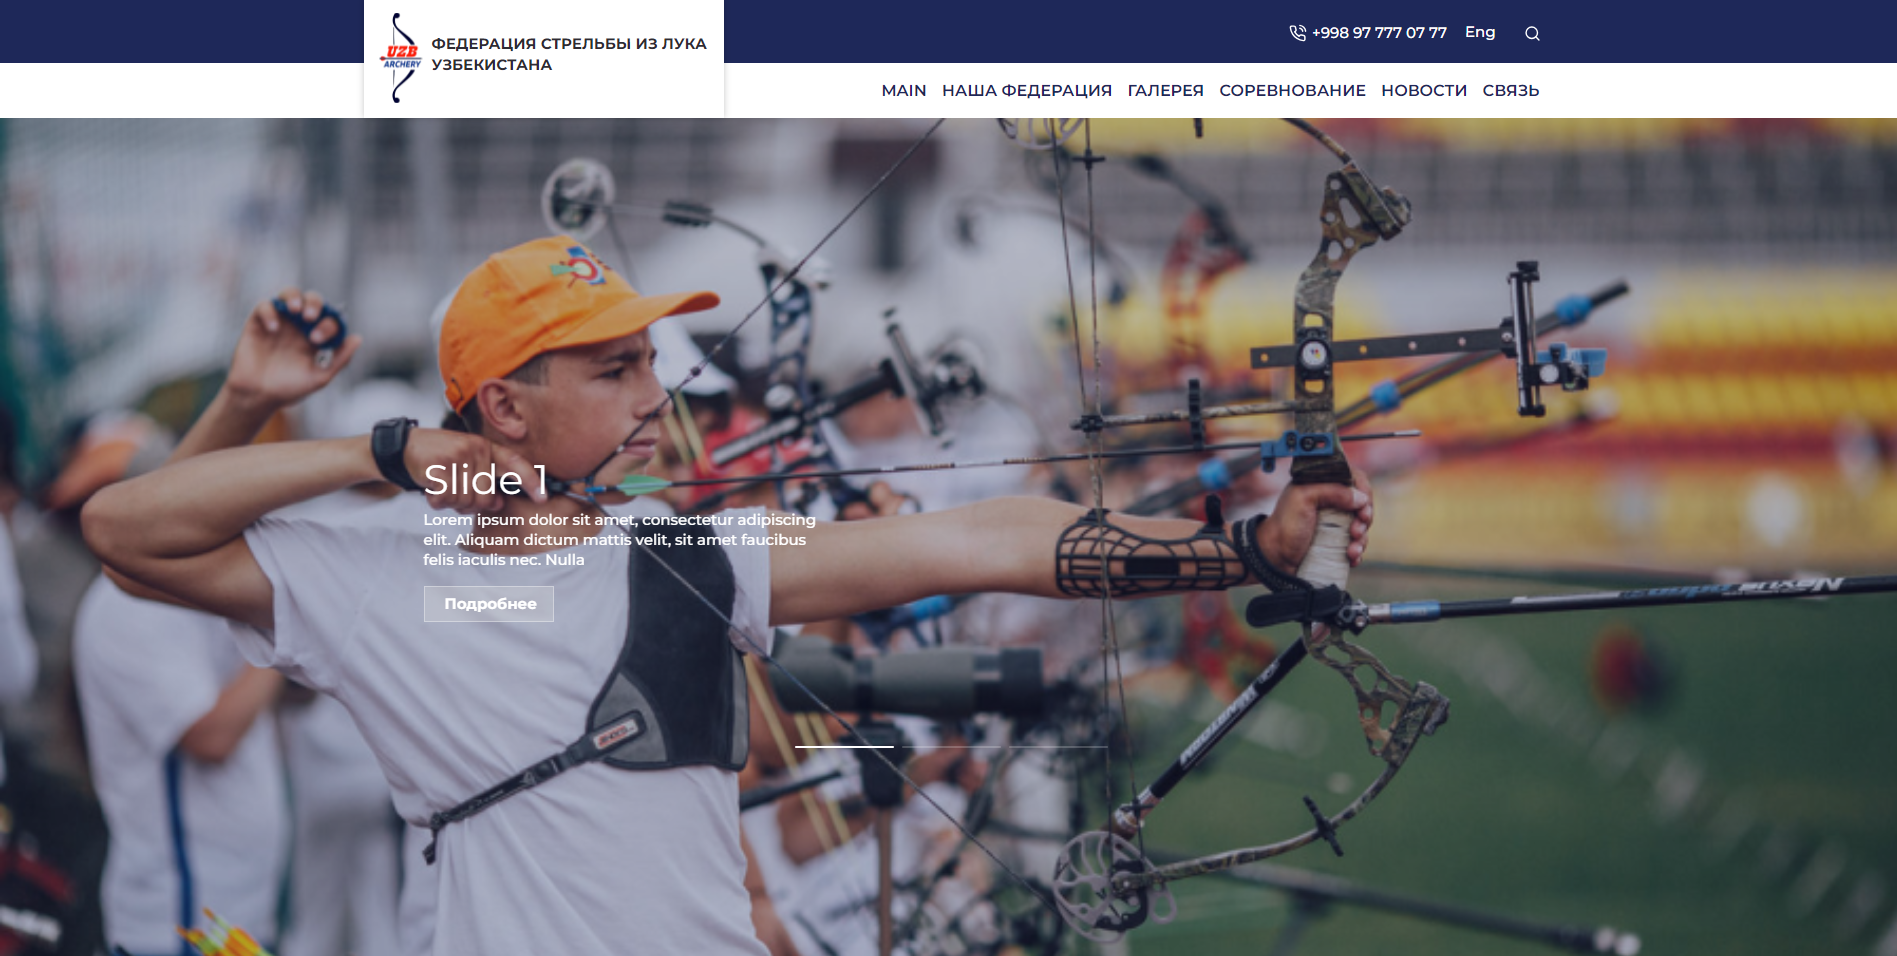 UZB
ARCHERY
ФЕДЕРАЦИЯ СТРЕЛЬБЫ ИЗ ЛУКА
УЗБЕКИСТАНА
+998 97 777 07 77 Eng
MAIN НАША ФЕДЕРАЦИЯ ГАЛЕРЕЯ СОРЕВНОВАНИЕ НОВОСТИ СВЯЗЬ
Slide 1
Lorem ipsum dolor sit amet, consectetur adipiscing
elit. Aliquam dictum mattis velit, sit amet faucibus
felis iaculis nec. Nulla
Подробнее